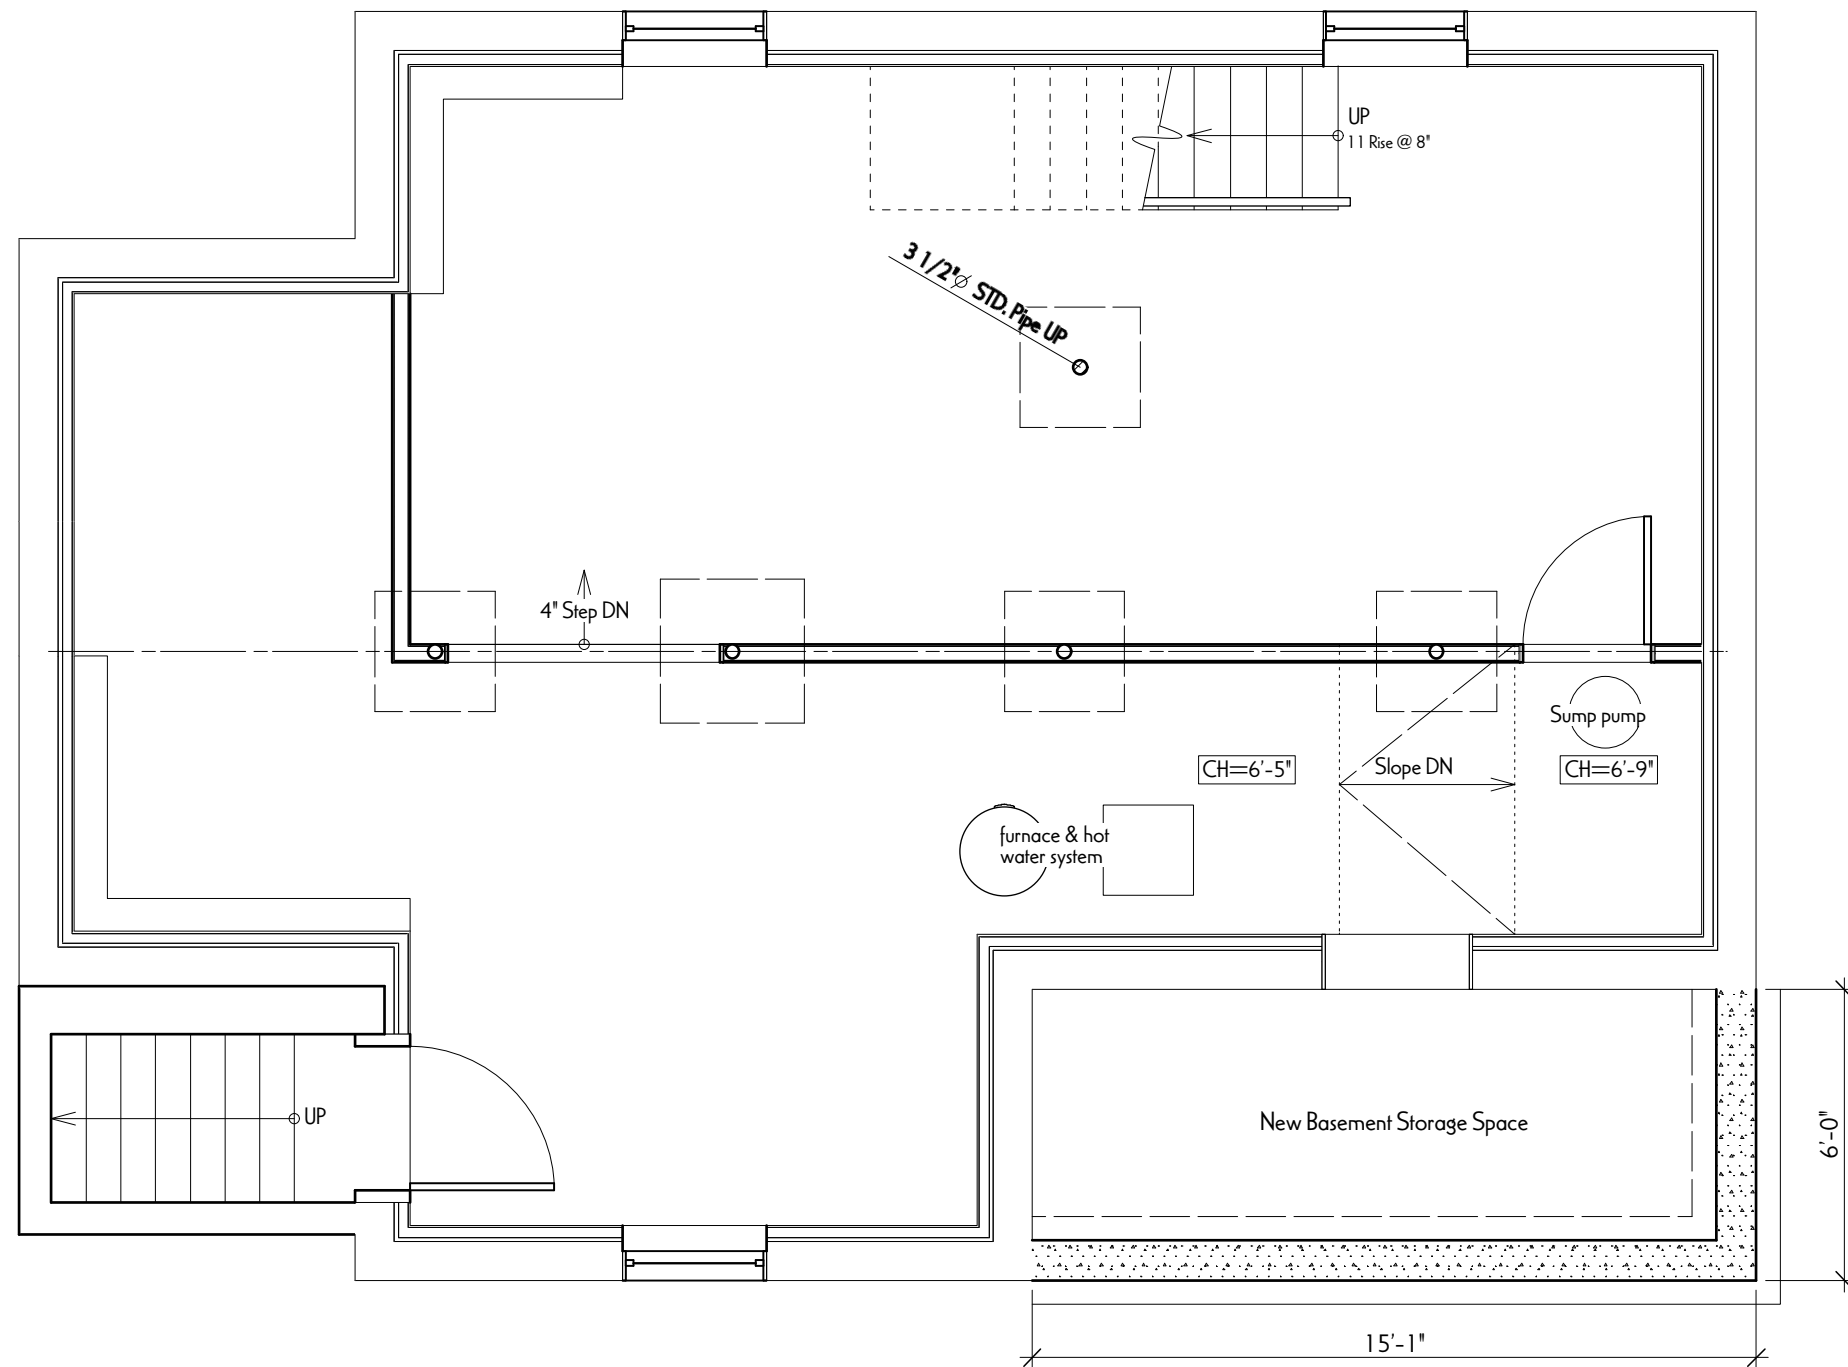 UP
11 Rise @ 8"
3 1/2"⌀ STD. Pipe UP
4" Step DN
Sump pump
CH=6'-5"
Slope DN
CH=6'-9"
furnace & hot
water system
UP
New Basement Storage Space
6'-0"
15'-1"